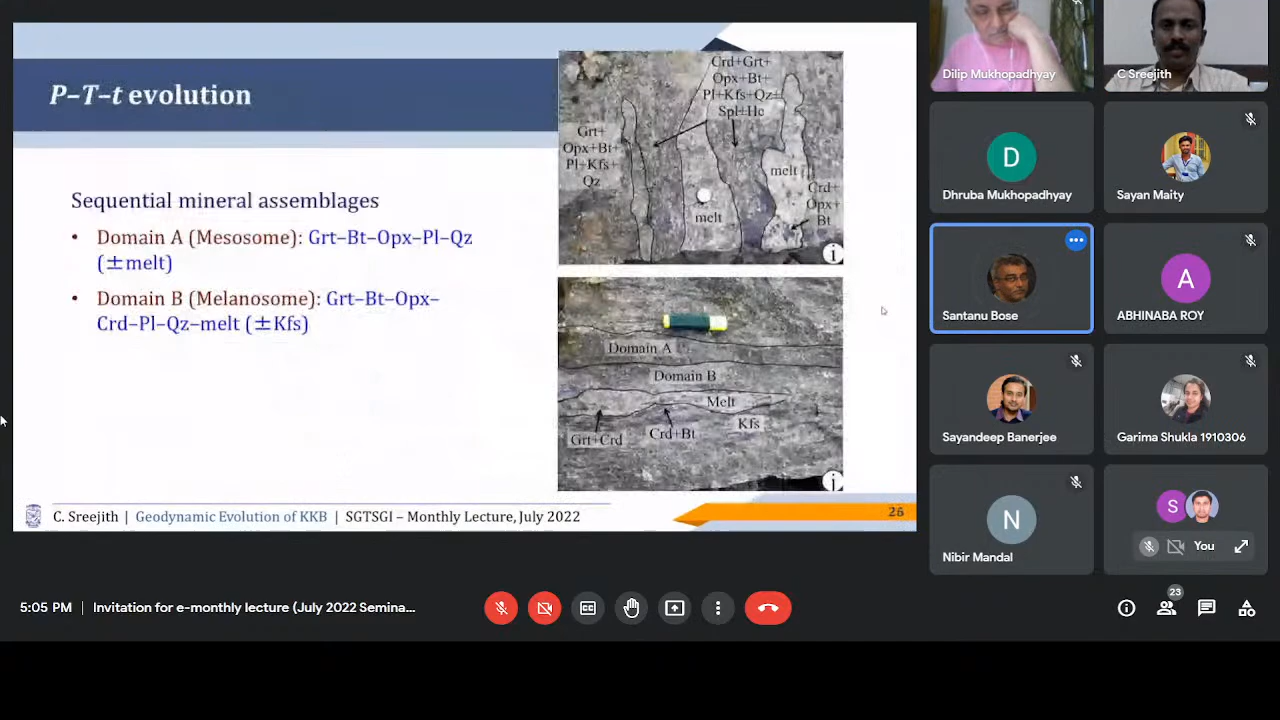 P–T–t evolution
Sequential mineral assemblages
• Domain A (Mesosome): Grt–Bt–Opx–Pl–Qz
(±melt)
• Domain B (Melanosome): Grt–Bt–Opx–
Crd–Pl–Qz–melt (±Kfs)
Crd+Grt+
Opx+Bt+
Pl+Kfs+Qz±
Spl+Hc
Grt+
Opx+Bt+
Pl+Kfs+
Qz
melt
melt
Crd+
Opx+
Bt
i
Domain A
Domain B
Melt
Kfs
Grt+Crd
Crd+Bt
j
C. Sreejith | Geodynamic Evolution of KKB | SGTSGI – Monthly Lecture, July 2022
Dilip Mukhopadhyay
C Sreejith
D
Dhruba Mukhopadhyay
Sayan Maity
Santanu Bose
A
ABHINABA ROY
Sayandeep Banerjee
Garima Shukla 1910306
N
Nibir Mandal
S
You
5:05 PM | Invitation for e-monthly lecture (July 2022 Semina...
23